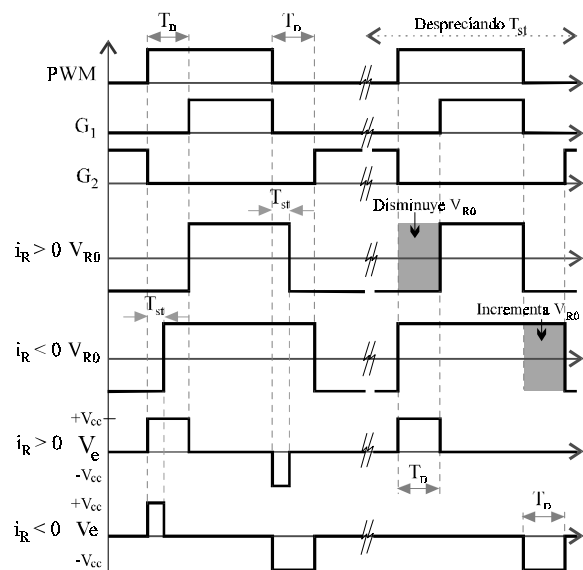 T_D T_D Despreciando T_st
PWM
G_1
G_2
T_st Disminuye V_R0
i_R > 0 V_R0
T_st Incrementa V_R0
i_R < 0 V_R0
+V_cc
i_R > 0 V_e
-V_cc T_D
+V_cc T_D
i_R < 0 Ve
-V_cc